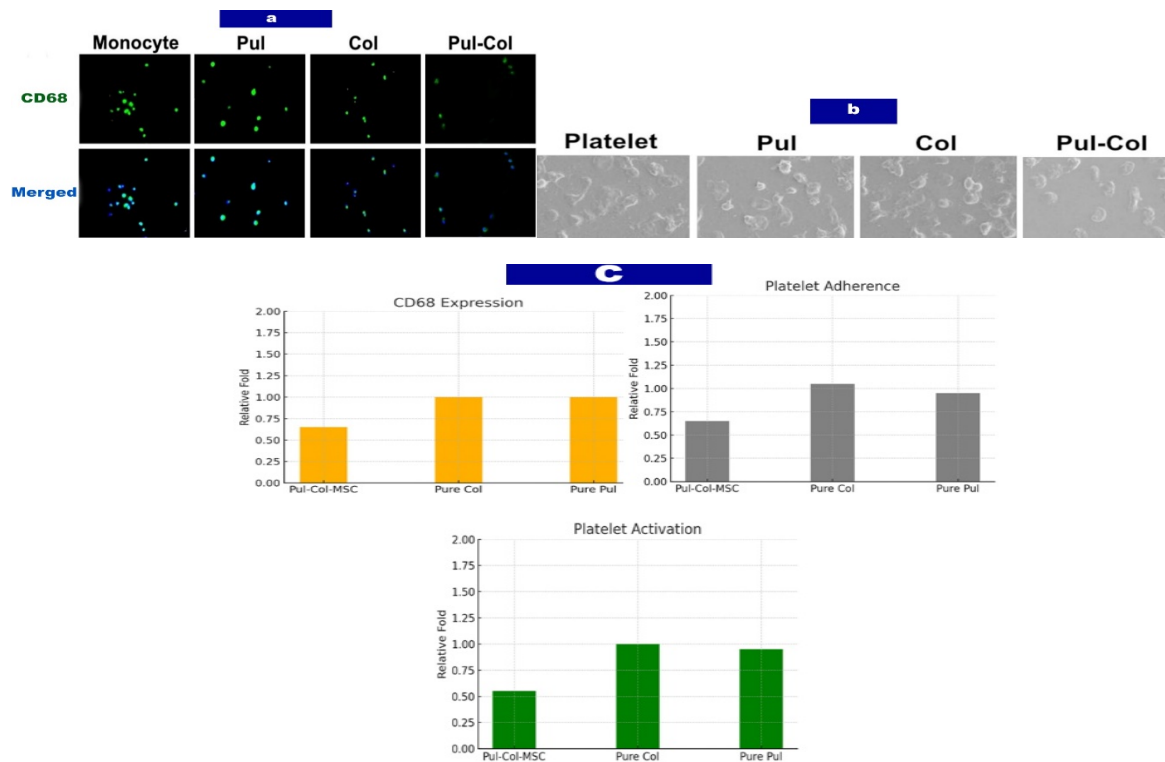 a
Monocyte Pul Col Pul-Col
CD68
Merged
b
Platelet Pul Col Pul-Col
C
CD68 Expression
Relative Fold
2.00
1.75
1.50
1.25
1.00
0.75
0.50
0.25
0.00
Pul-Col-MSC Pure Col Pure Pul
Platelet Adherence
Relative Fold
2.00
1.75
1.50
1.25
1.00
0.75
0.50
0.25
0.00
Pul-Col-MSC Pure Col Pure Pul
Platelet Activation
Relative Fold
2.00
1.75
1.50
1.25
1.00
0.75
0.50
0.25
0.00
Pul-Col-MSC Pure Col Pure Pul